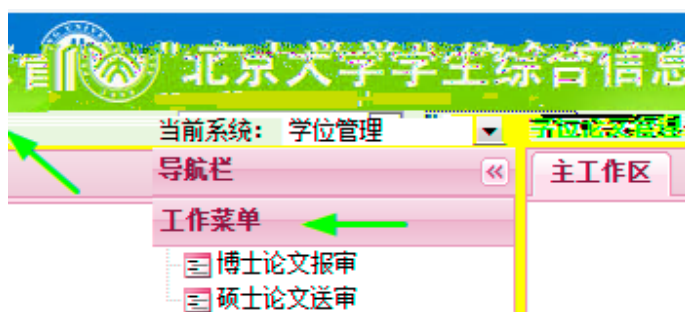 北京大学学生综合信息
当前系统： 学位管理
导航栏
主工作区
工作菜单
博士论文报审
硕士论文送审